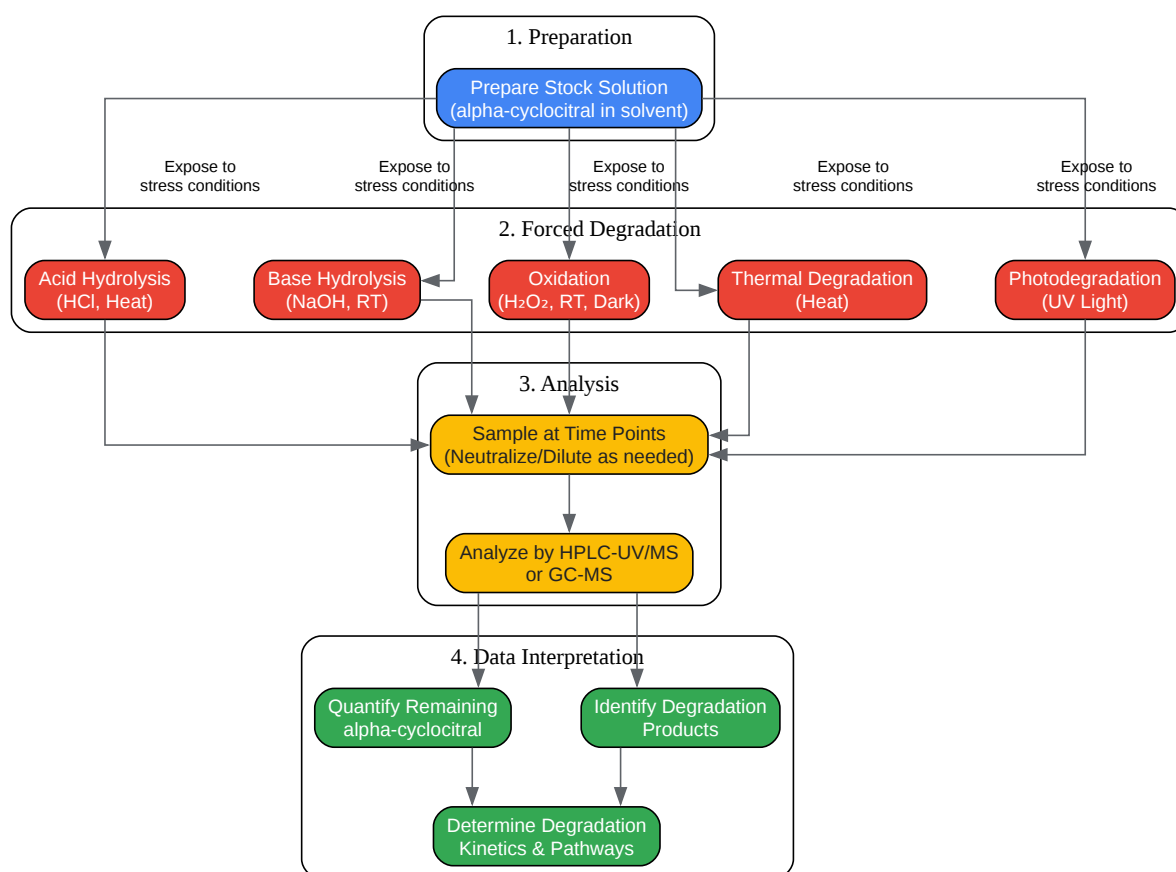 1. Preparation
Prepare Stock Solution
(alpha-cyclocitral in solvent)
Expose to
stress conditions
Expose to
stress conditions
Expose to
stress conditions
Expose to
stress conditions
Expose to
stress conditions
2. Forced Degradation
Acid Hydrolysis
(HCl, Heat)
Base Hydrolysis
(NaOH, RT)
Oxidation
(H₂O₂, RT, Dark)
Thermal Degradation
(Heat)
Photodegradation
(UV Light)
3. Analysis
Sample at Time Points
(Neutralize/Dilute as needed)
Analyze by HPLC-UV/MS
or GC-MS
4. Data Interpretation
Quantify Remaining
alpha-cyclocitral
Identify Degradation
Products
Determine Degradation
Kinetics & Pathways